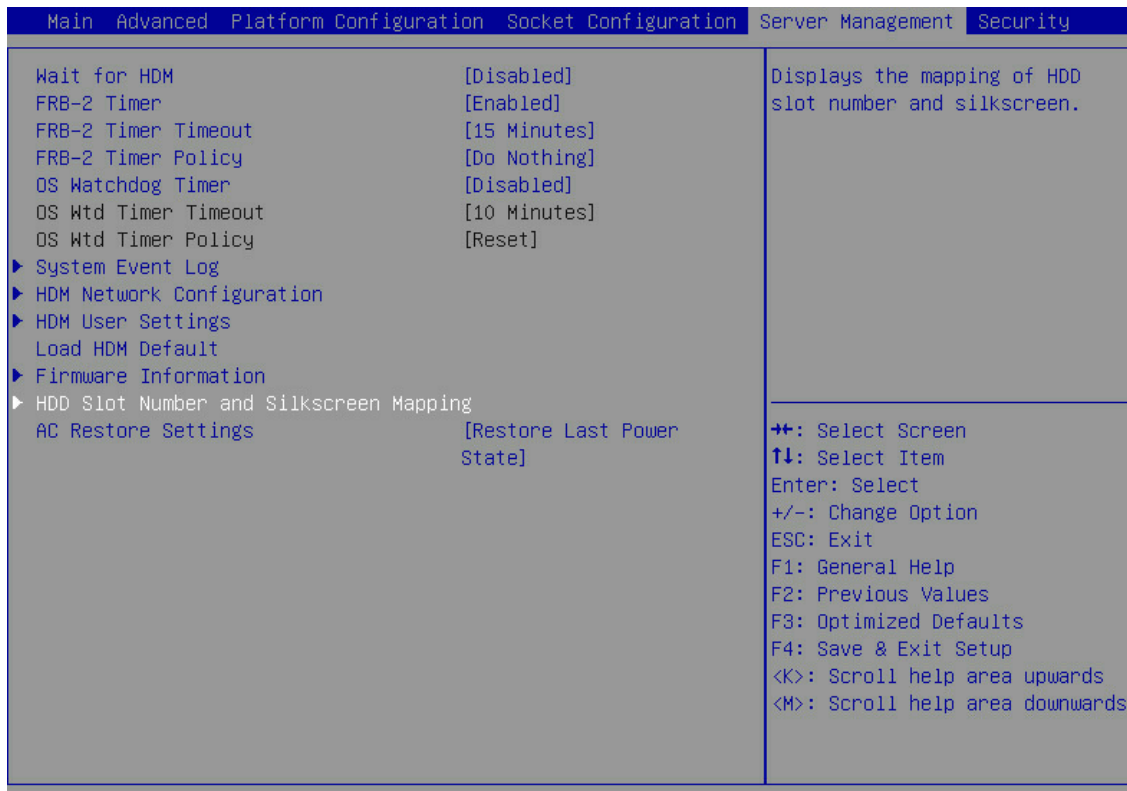 Main Advanced Platform Configuration Socket Configuration Server Management Security
Wait for HDM [Disabled]
FRB-2 Timer [Enabled]
FRB-2 Timer Timeout [15 Minutes]
FRB-2 Timer Policy [Do Nothing]
OS Watchdog Timer [Disabled]
OS Wtd Timer Timeout [10 Minutes]
OS Wtd Timer Policy [Reset]
System Event Log
HDM Network Configuration
HDM User Settings
Load HDM Default
Firmware Information
HDD Slot Number and Silkscreen Mapping
AC Restore Settings [Restore Last Power
State]
Displays the mapping of HDD
slot number and silkscreen.
→←: Select Screen
↑↓: Select Item
Enter: Select
+/-: Change Option
ESC: Exit
F1: General Help
F2: Previous Values
F3: Optimized Defaults
F4: Save & Exit Setup
<K>: Scroll help area upwards
<M>: Scroll help area downwards